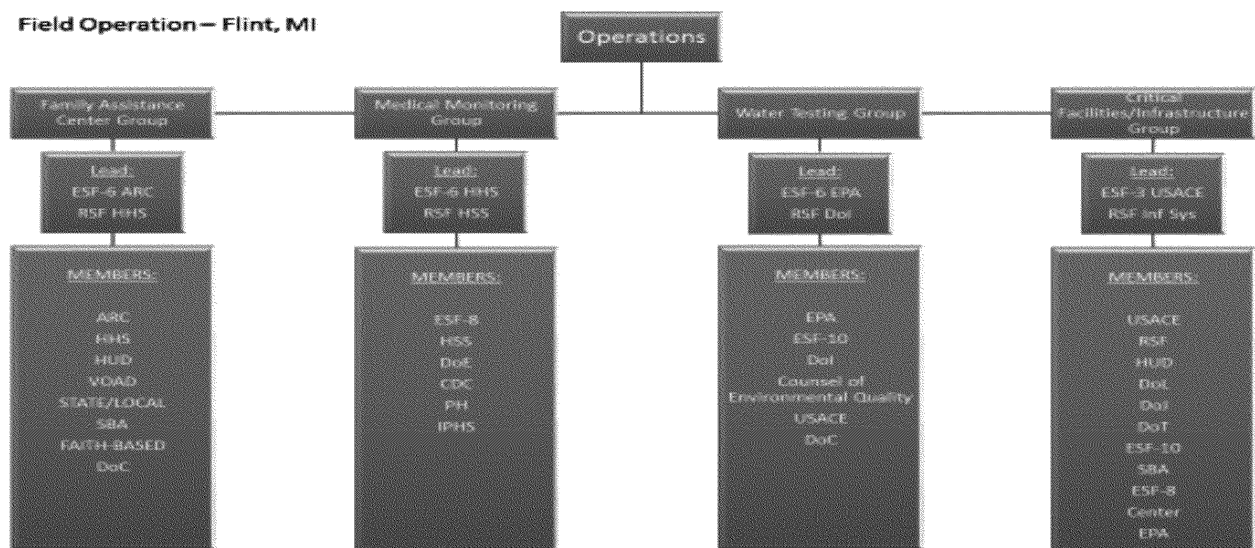 Field Operation – Flint, MI
Operations
Family Assistance
Center Group
Lead:
ESF-6 ARC
RSF HHS
MEMBERS:
ARC
HHS
HUD
VOAD
STATE/LOCAL
SBA
FAITH-BASED
DoC
Medical Monitoring
Group
Lead:
ESF-6 HHS
RSF HSS
MEMBERS:
ESF-8
HSS
DoE
CDC
PH
IPHS
Water Testing Group
Lead:
ESF-6 EPA
RSF DoI
MEMBERS:
EPA
ESF-10
DoI
Counsel of
Environmental Quality
USACE
DoC
Critical
Facilities/Infrastructure
Group
Lead:
ESF-3 USACE
RSF Inf Sys
MEMBERS:
USACE
RSF
HUD
DoL
DoT
ESF-10
SBA
ESF-8
Center
EPA